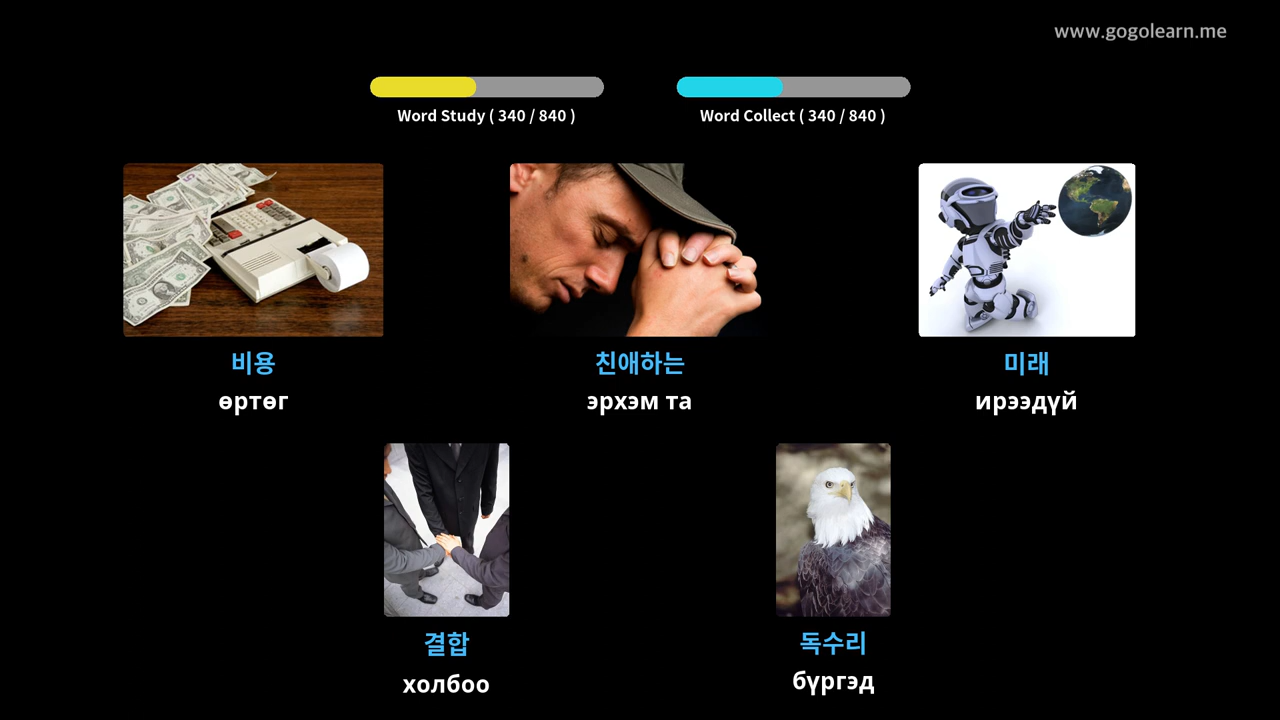 www.gogolearn.me
Word Study ( 340 / 840 )
Word Collect ( 340 / 840 )
비용
өртөг
친애하는
эрхэм та
미래
ирээдүй
결합
холбоо
독수리
бүргэд